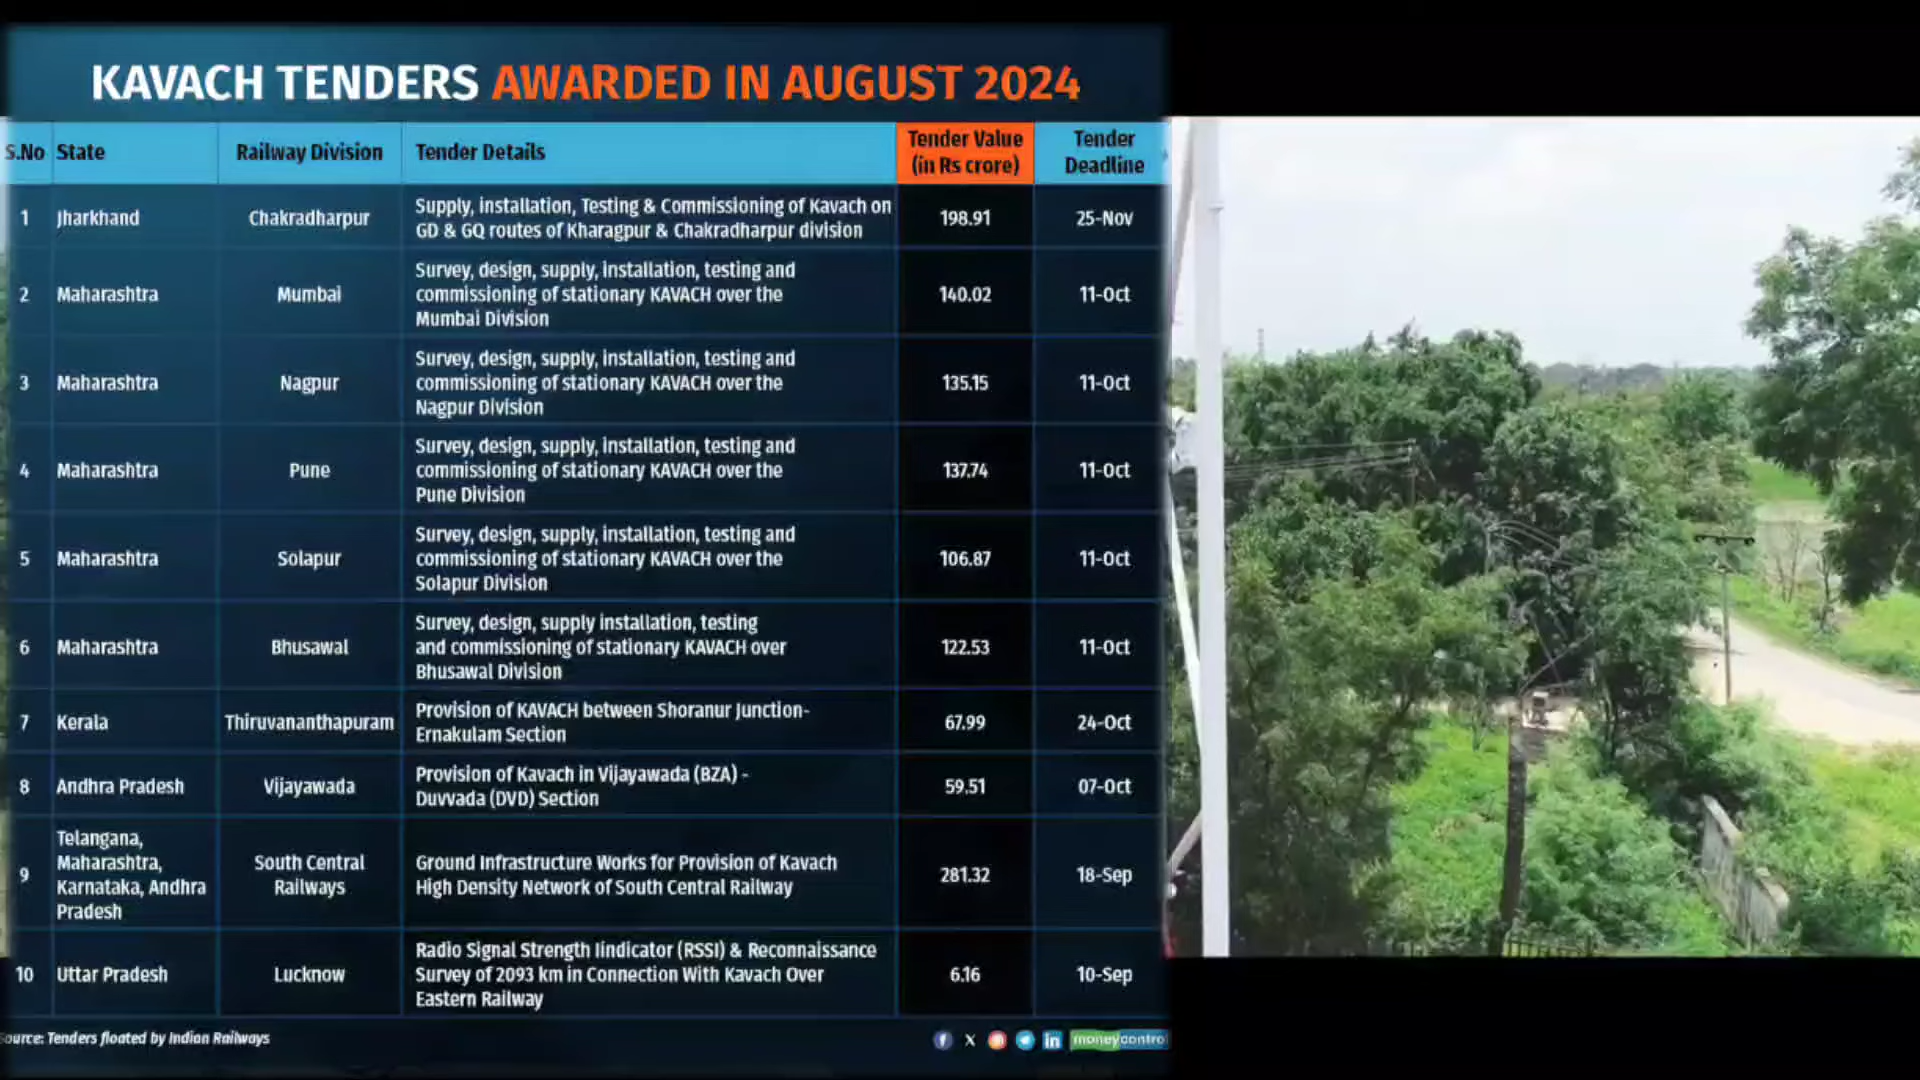 KAVACH TENDERS AWARDED IN AUGUST 2024
S.No State Railway Division Tender Details Tender Value (in Rs crore) Tender Deadline
1 Jharkhand Chakradharpur Supply, installation, Testing & Commissioning of Kavach on
GD & GQ routes of Kharagpur & Chakradharpur division 198.91 25-Nov
2 Maharashtra Mumbai Survey, design, supply, installation, testing and
commissioning of stationary KAVACH over the
Mumbai Division 140.02 11-Oct
3 Maharashtra Nagpur Survey, design, supply, installation, testing and
commissioning of stationary KAVACH over the
Nagpur Division 135.15 11-Oct
4 Maharashtra Pune Survey, design, supply, installation, testing and
commissioning of stationary KAVACH over the
Pune Division 137.74 11-Oct
5 Maharashtra Solapur Survey, design, supply, installation, testing and
commissioning of stationary KAVACH over the
Solapur Division 106.87 11-Oct
6 Maharashtra Bhusawal Survey, design, supply installation, testing
and commissioning of stationary KAVACH over
Bhusawal Division 122.53 11-Oct
7 Kerala Thiruvananthapuram Provision of KAVACH between Shoranur Junction-
Ernakulam Section 67.99 24-Oct
8 Andhra Pradesh Vijayawada Provision of Kavach in Vijayawada (BZA) -
Duvvada (DVD) Section 59.51 07-Oct
9 Telangana,
Maharashtra,
Karnataka, Andhra
Pradesh South Central
Railways Ground Infrastructure Works for Provision of Kavach
High Density Network of South Central Railway 281.32 18-Sep
10 Uttar Pradesh Lucknow Radio Signal Strength Iindicator (RSSI) & Reconnaissance
Survey of 2093 km in Connection With Kavach Over
Eastern Railway 6.16 10-Sep
ource: Tenders floated by Indian Railways
moneycontrol